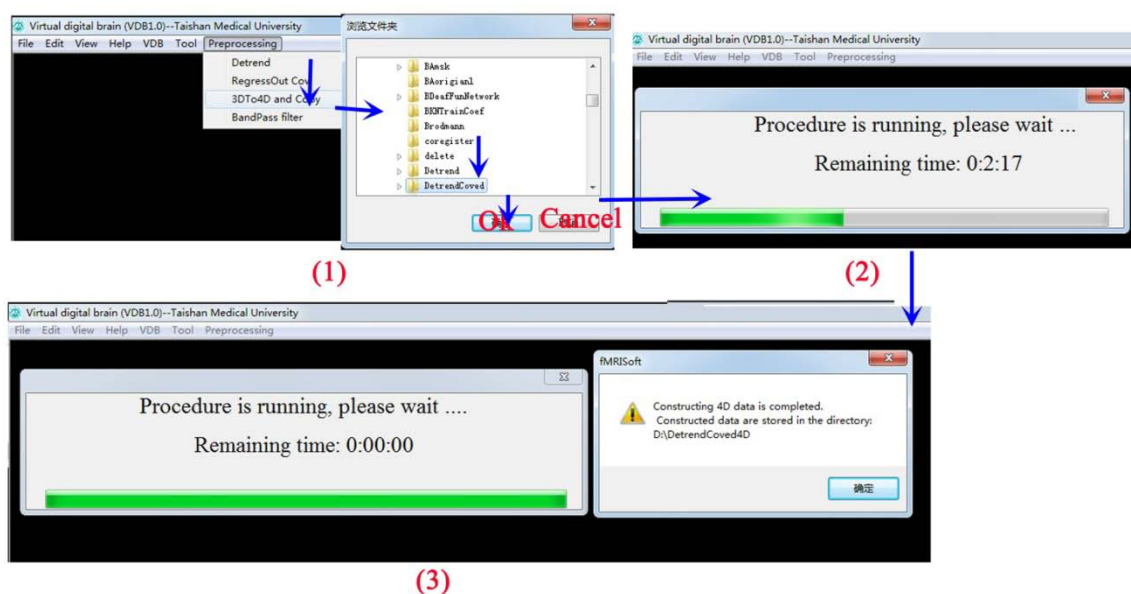 Virtual digital brain (VDB1.0)--Taishan Medical University
File Edit View Help VDB Tool Preprocessing
Detrend
RegressOut Cov
3DTo4D and Copy
BandPass filter
浏览文件夹
BAmsk
BAorigianl
BDeafFunNetwork
BKNTrainCoef
Brodmann
coregister
delete
Detrend
DetrendCoved
Ok Cancel
(1)
Virtual digital brain (VDB1.0)--Taishan Medical University
File Edit View Help VDB Tool Preprocessing
Procedure is running, please wait ...
Remaining time: 0:2:17
(2)
Virtual digital brain (VDB1.0)--Taishan Medical University
File Edit View Help VDB Tool Preprocessing
Procedure is running, please wait ....
Remaining time: 0:00:00
fMRISoft
Constructing 4D data is completed.
Constructed data are stored in the directory:
D:\DetrendCoved4D
确定
(3)